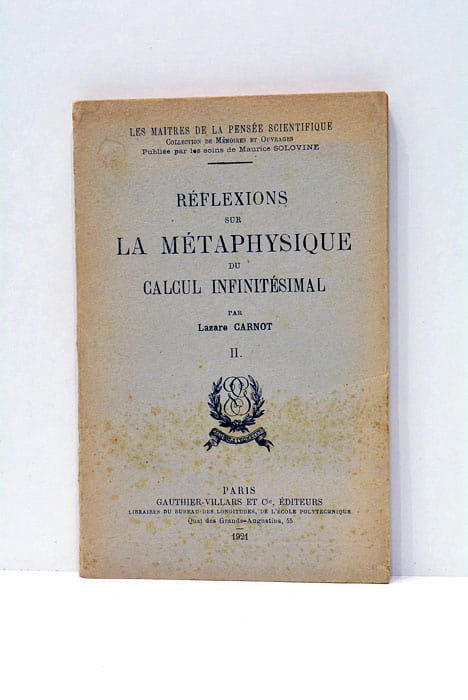 LES MAITRES DE LA PENSÉE SCIENTIFIQUE
COLLECTION DE MÉMOIRES ET OUVRAGES
Publiée par les soins de Maurice SOLOVINE
RÉFLEXIONS
SUR
LA MÉTAPHYSIQUE
DU
CALCUL INFINITÉSIMAL
PAR
Lazare CARNOT
II.
PARIS
GAUTHIER-VILLARS ET Cie, ÉDITEURS
LIBRAIRES DU BUREAU DES LONGITUDES, DE L'ÉCOLE POLYTECHNIQUE
Quai des Grands-Augustins, 55
1921